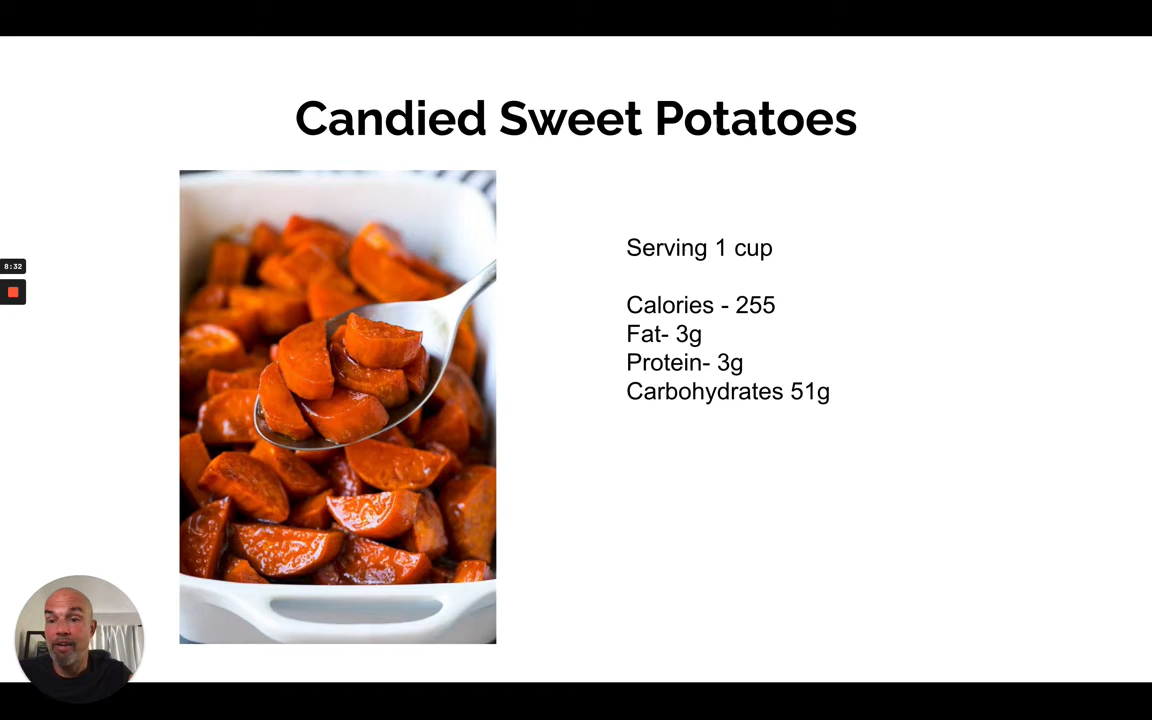 Candied Sweet Potatoes
Serving 1 cup
Calories - 255
Fat- 3g
Protein- 3g
Carbohydrates 51g
8:32